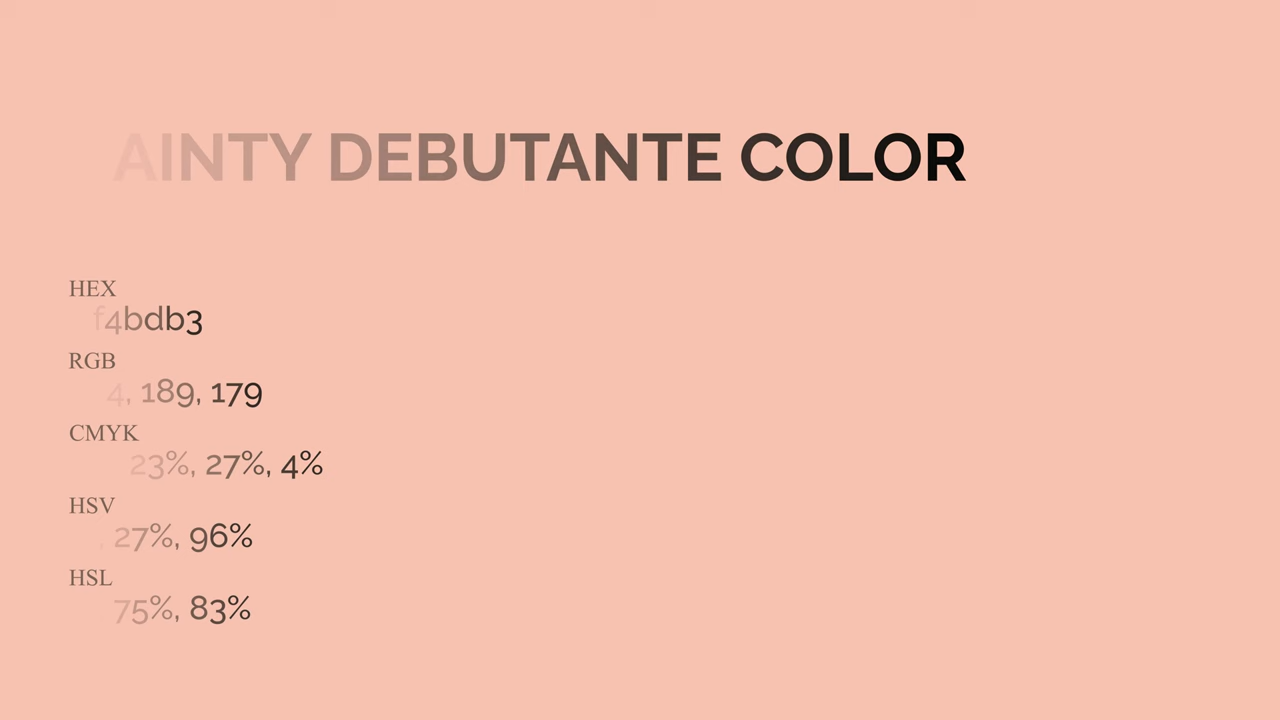 AINTY DEBUTANTE COLOR
HEX
f4bdb3
RGB
4, 189, 179
CMYK
23%, 27%, 4%
HSV
, 27%, 96%
HSL
75%, 83%